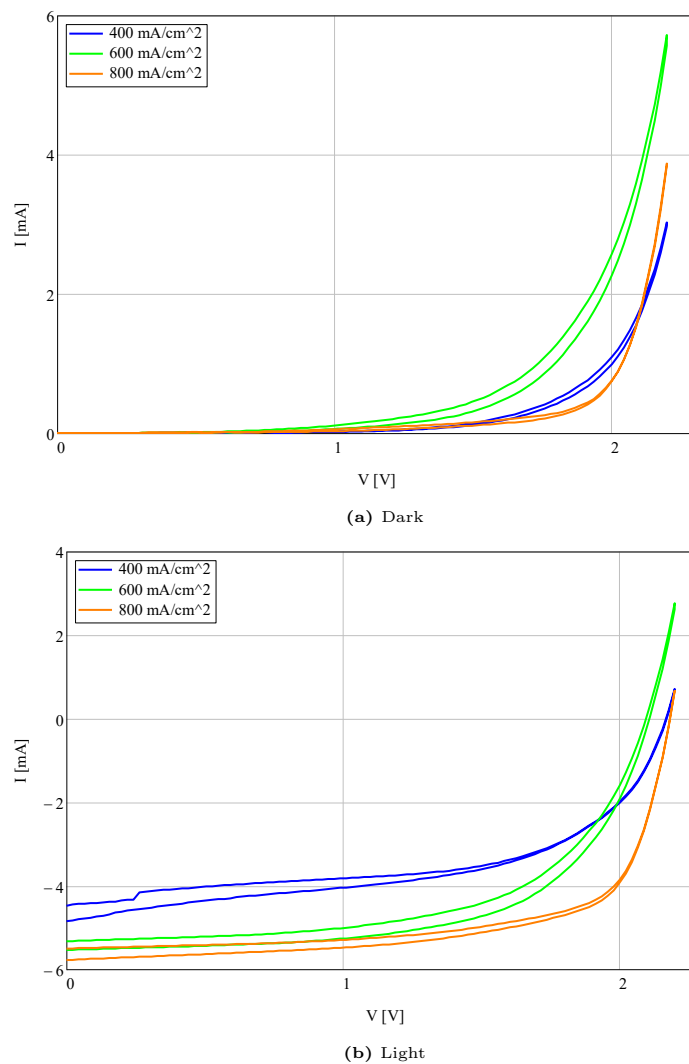 6
400 mA/cm^2
600 mA/cm^2
800 mA/cm^2
4
I [mA]
2
0
0
1
2
V [V]
(a) Dark
4
400 mA/cm^2
600 mA/cm^2
800 mA/cm^2
2
0
I [mA]
−2
−4
−6
0
1
2
V [V]
(b) Light